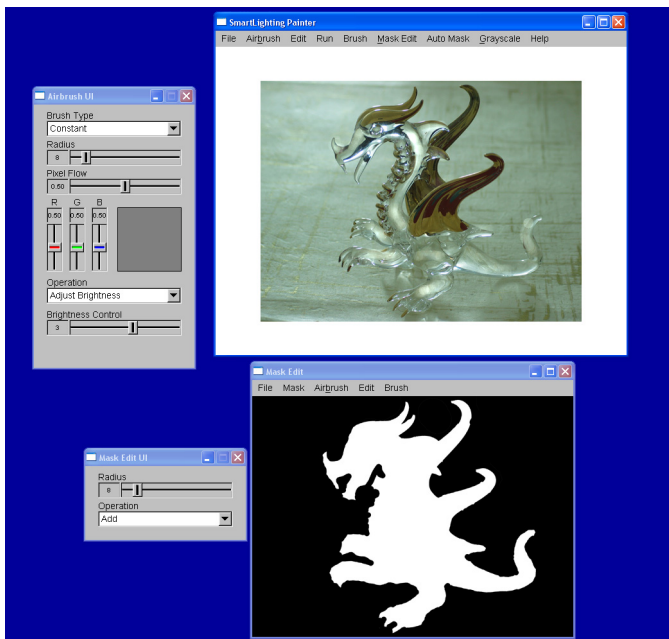 SmartLighting Painter
File Airbrush Edit Run Brush Mask Edit Auto Mask Grayscale Help
Airbrush UI
Brush Type
Constant
Radius
8
Pixel Flow
0.50
R G B
0.50 0.50 0.50
Operation
Adjust Brightness
Brightness Control
3
Mask Edit
File Mask Airbrush Edit Brush
Mask Edit UI
Radius
8
Operation
Add